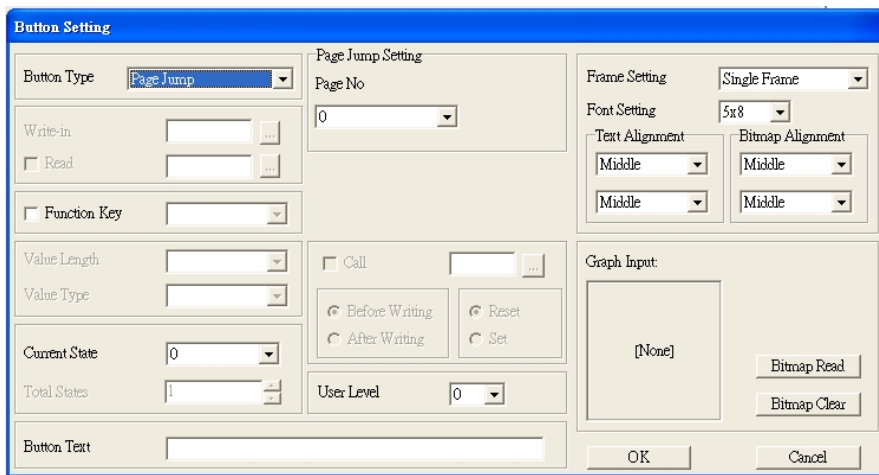 Button Setting
Button Type Page Jump
Write-in ...
Read ...
Function Key
Value Length
Value Type
Current State 0
Total States 1
Button Text
Page Jump Setting
Page No
0
Call ...
Before Writing Reset
After Writing Set
User Level 0
Frame Setting Single Frame
Font Setting 5x8
Text Alignment Bitmap Alignment
Middle Middle
Middle Middle
Graph Input:
[None]
Bitmap Read
Bitmap Clear
OK Cancel